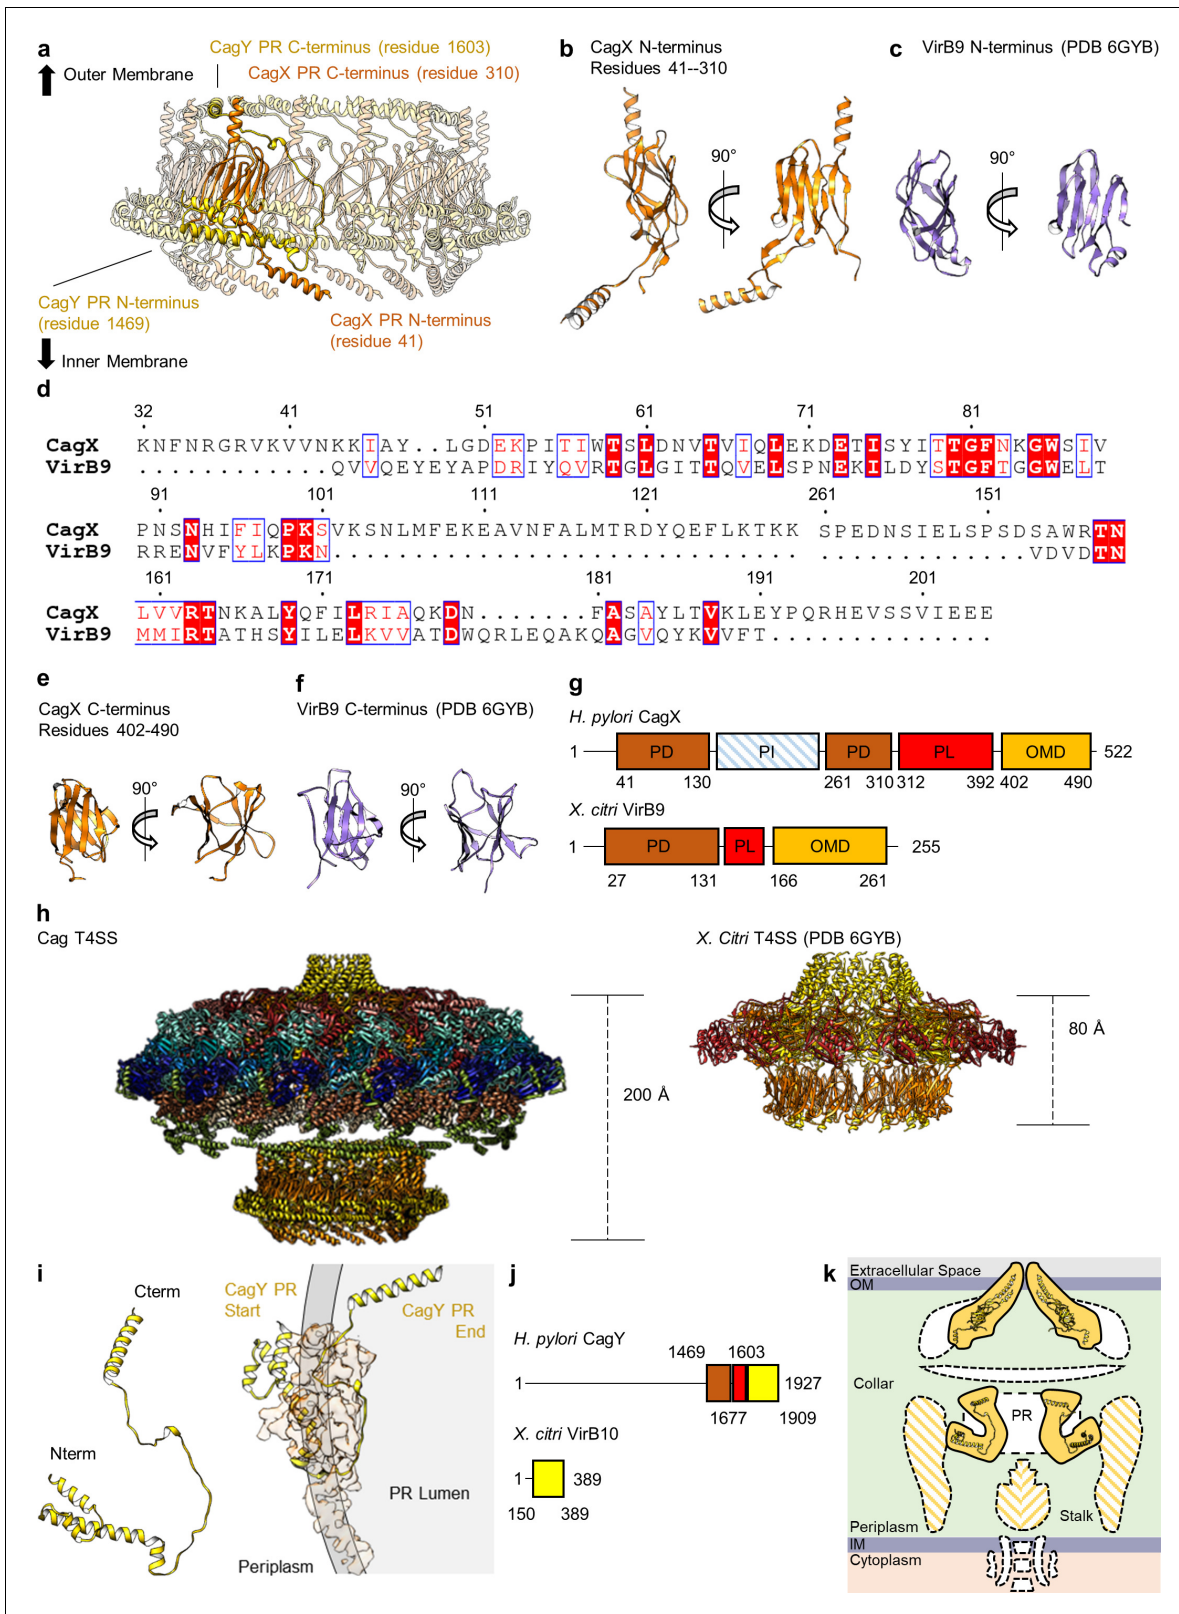 a
CagY PR C-terminus (residue 1603)
Outer Membrane
CagX PR C-terminus (residue 310)
CagY PR N-terminus
(residue 1469)
CagX PR N-terminus
(residue 41)
Inner Membrane
b
CagX N-terminus
Residues 41--310
90°
c
VirB9 N-terminus (PDB 6GYB)
90°
d
32 41 51 61 71 81
CagX KNFNRGRVKVVNKKIAY..LGDEKPITIWTSLDNVTVIQLEKDETISYITTGFNKGWSIV
VirB9 ............QVVQEYEYAPDRIYQVRTGLGITTQVELSPNEKILDYSTGFTGGWELT
91 101 111 121 261 151
CagX PNSNHIFIQPKSVKSNLMFEKEAVNFALMTRDYQEFLKTKK SPEDNSIELSPSDSAWRTN
VirB9 RRENVFYLKPKN............................. .............VDVDTN
161 171 181 191 201
CagX LVVRTNKALYQFILRIAQKDN.......FASAYLTVKLEYPQRHEVSSVIEEE
VirB9 MMIRTATHSYILELKVVATDWQRLEQAKQAGVQYKVVFT..............
e
CagX C-terminus
Residues 402-490
90°
f
VirB9 C-terminus (PDB 6GYB)
90°
g
H. pylori CagX
1 PD PI PD PL OMD 522
41 130 261 310 312 392 402 490
X. citri VirB9
1 PD PL OMD 255
27 131 166 261
h
Cag T4SS
200 Å
X. Citri T4SS (PDB 6GYB)
80 Å
i
Cterm
Nterm
CagY PR
Start
CagY PR
End
PR Lumen
Periplasm
j
H. pylori CagY
1469 1603
1 1927
1677 1909
X. citri VirB10
1 389
150 389
k
Extracellular Space
OM
Collar
PR
Stalk
Periplasm
IM
Cytoplasm